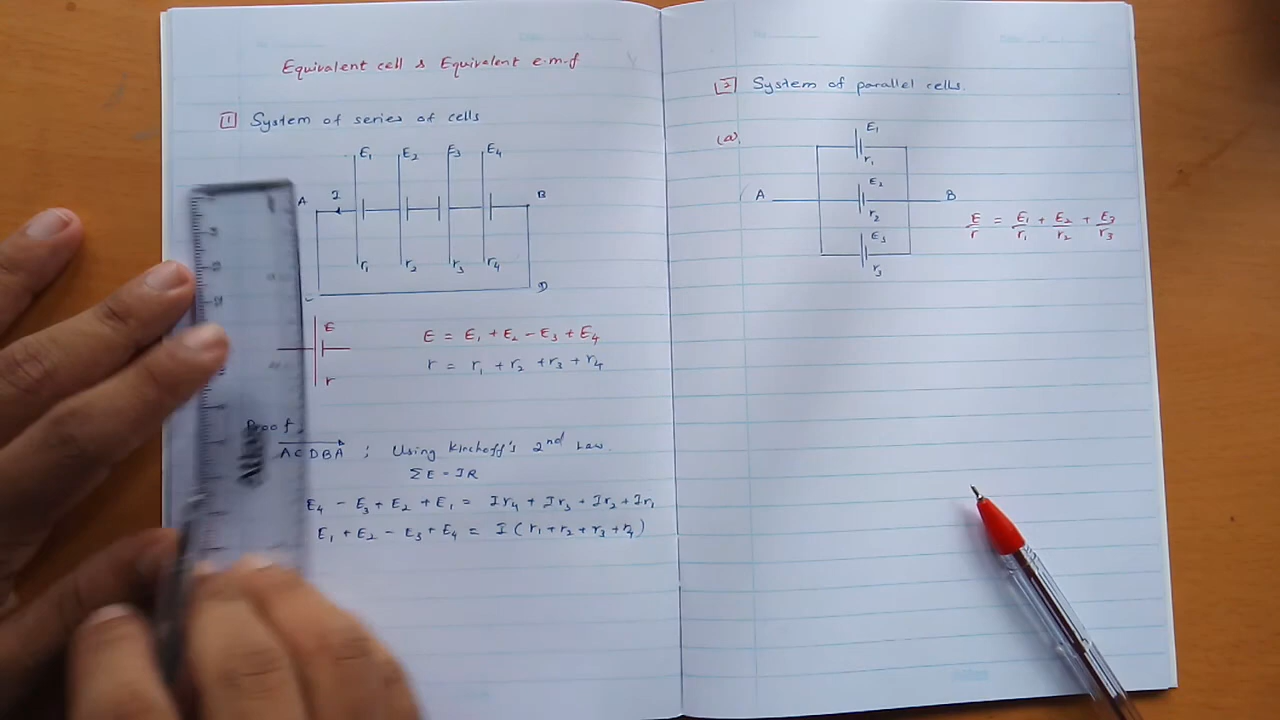 Equivalent cell & Equivalent e.m.f
1 System of series of cells
E₁ E₂ E₃ E₄
A I B
r₁ r₂ r₃ r₄
D
E
r
E = E₁ + E₂ - E₃ + E₄
r = r₁ + r₂ + r₃ + r₄
Proof,
ACDBA ; Using Kirchoff's 2nd Law.
ΣE = IR
E₄ - E₃ + E₂ + E₁ = Ir₄ + Ir₃ + Ir₂ + Ir₁
E₁ + E₂ - E₃ + E₄ = I (r₁ + r₂ + r₃ + r₄)
2 System of parallel cells.
(a)
E₁
r₁
E₂
A B
r₂
E₃
r₃
E/r = E₁/r₁ + E₂/r₂ + E₃/r₃